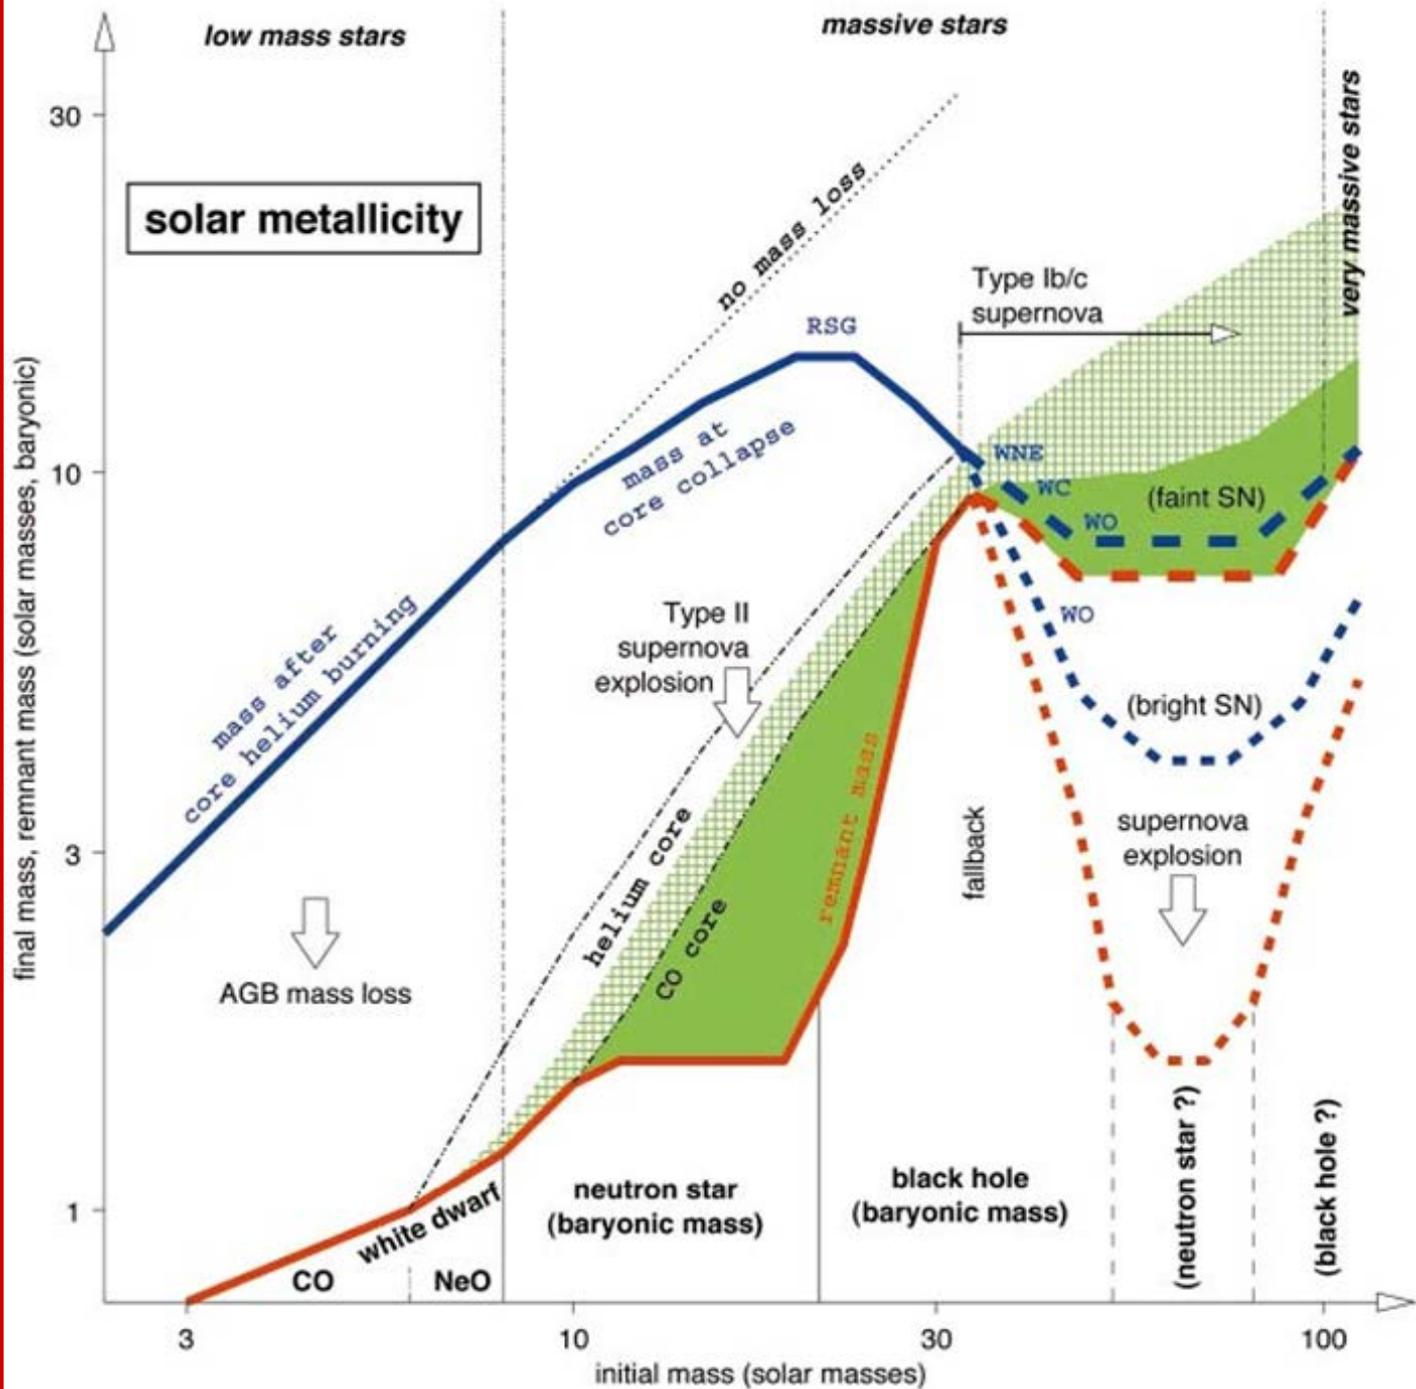 low mass stars
massive stars
very massive stars
30
solar metallicity
no mass loss
Type Ib/c
supernova
RSG
final mass, remnant mass (solar masses, baryonic)
10
mass at
core collapse
WNE
WC
(faint SN)
WO
mass after
core helium burning
Type II
supernova
explosion
WO
(bright SN)
remnant mass
3
helium core
CO core
fallback
supernova
explosion
AGB mass loss
1
white dwarf
neutron star
(baryonic mass)
black hole
(baryonic mass)
(neutron star ?)
(black hole ?)
CO
NeO
3
10
30
100
initial mass (solar masses)